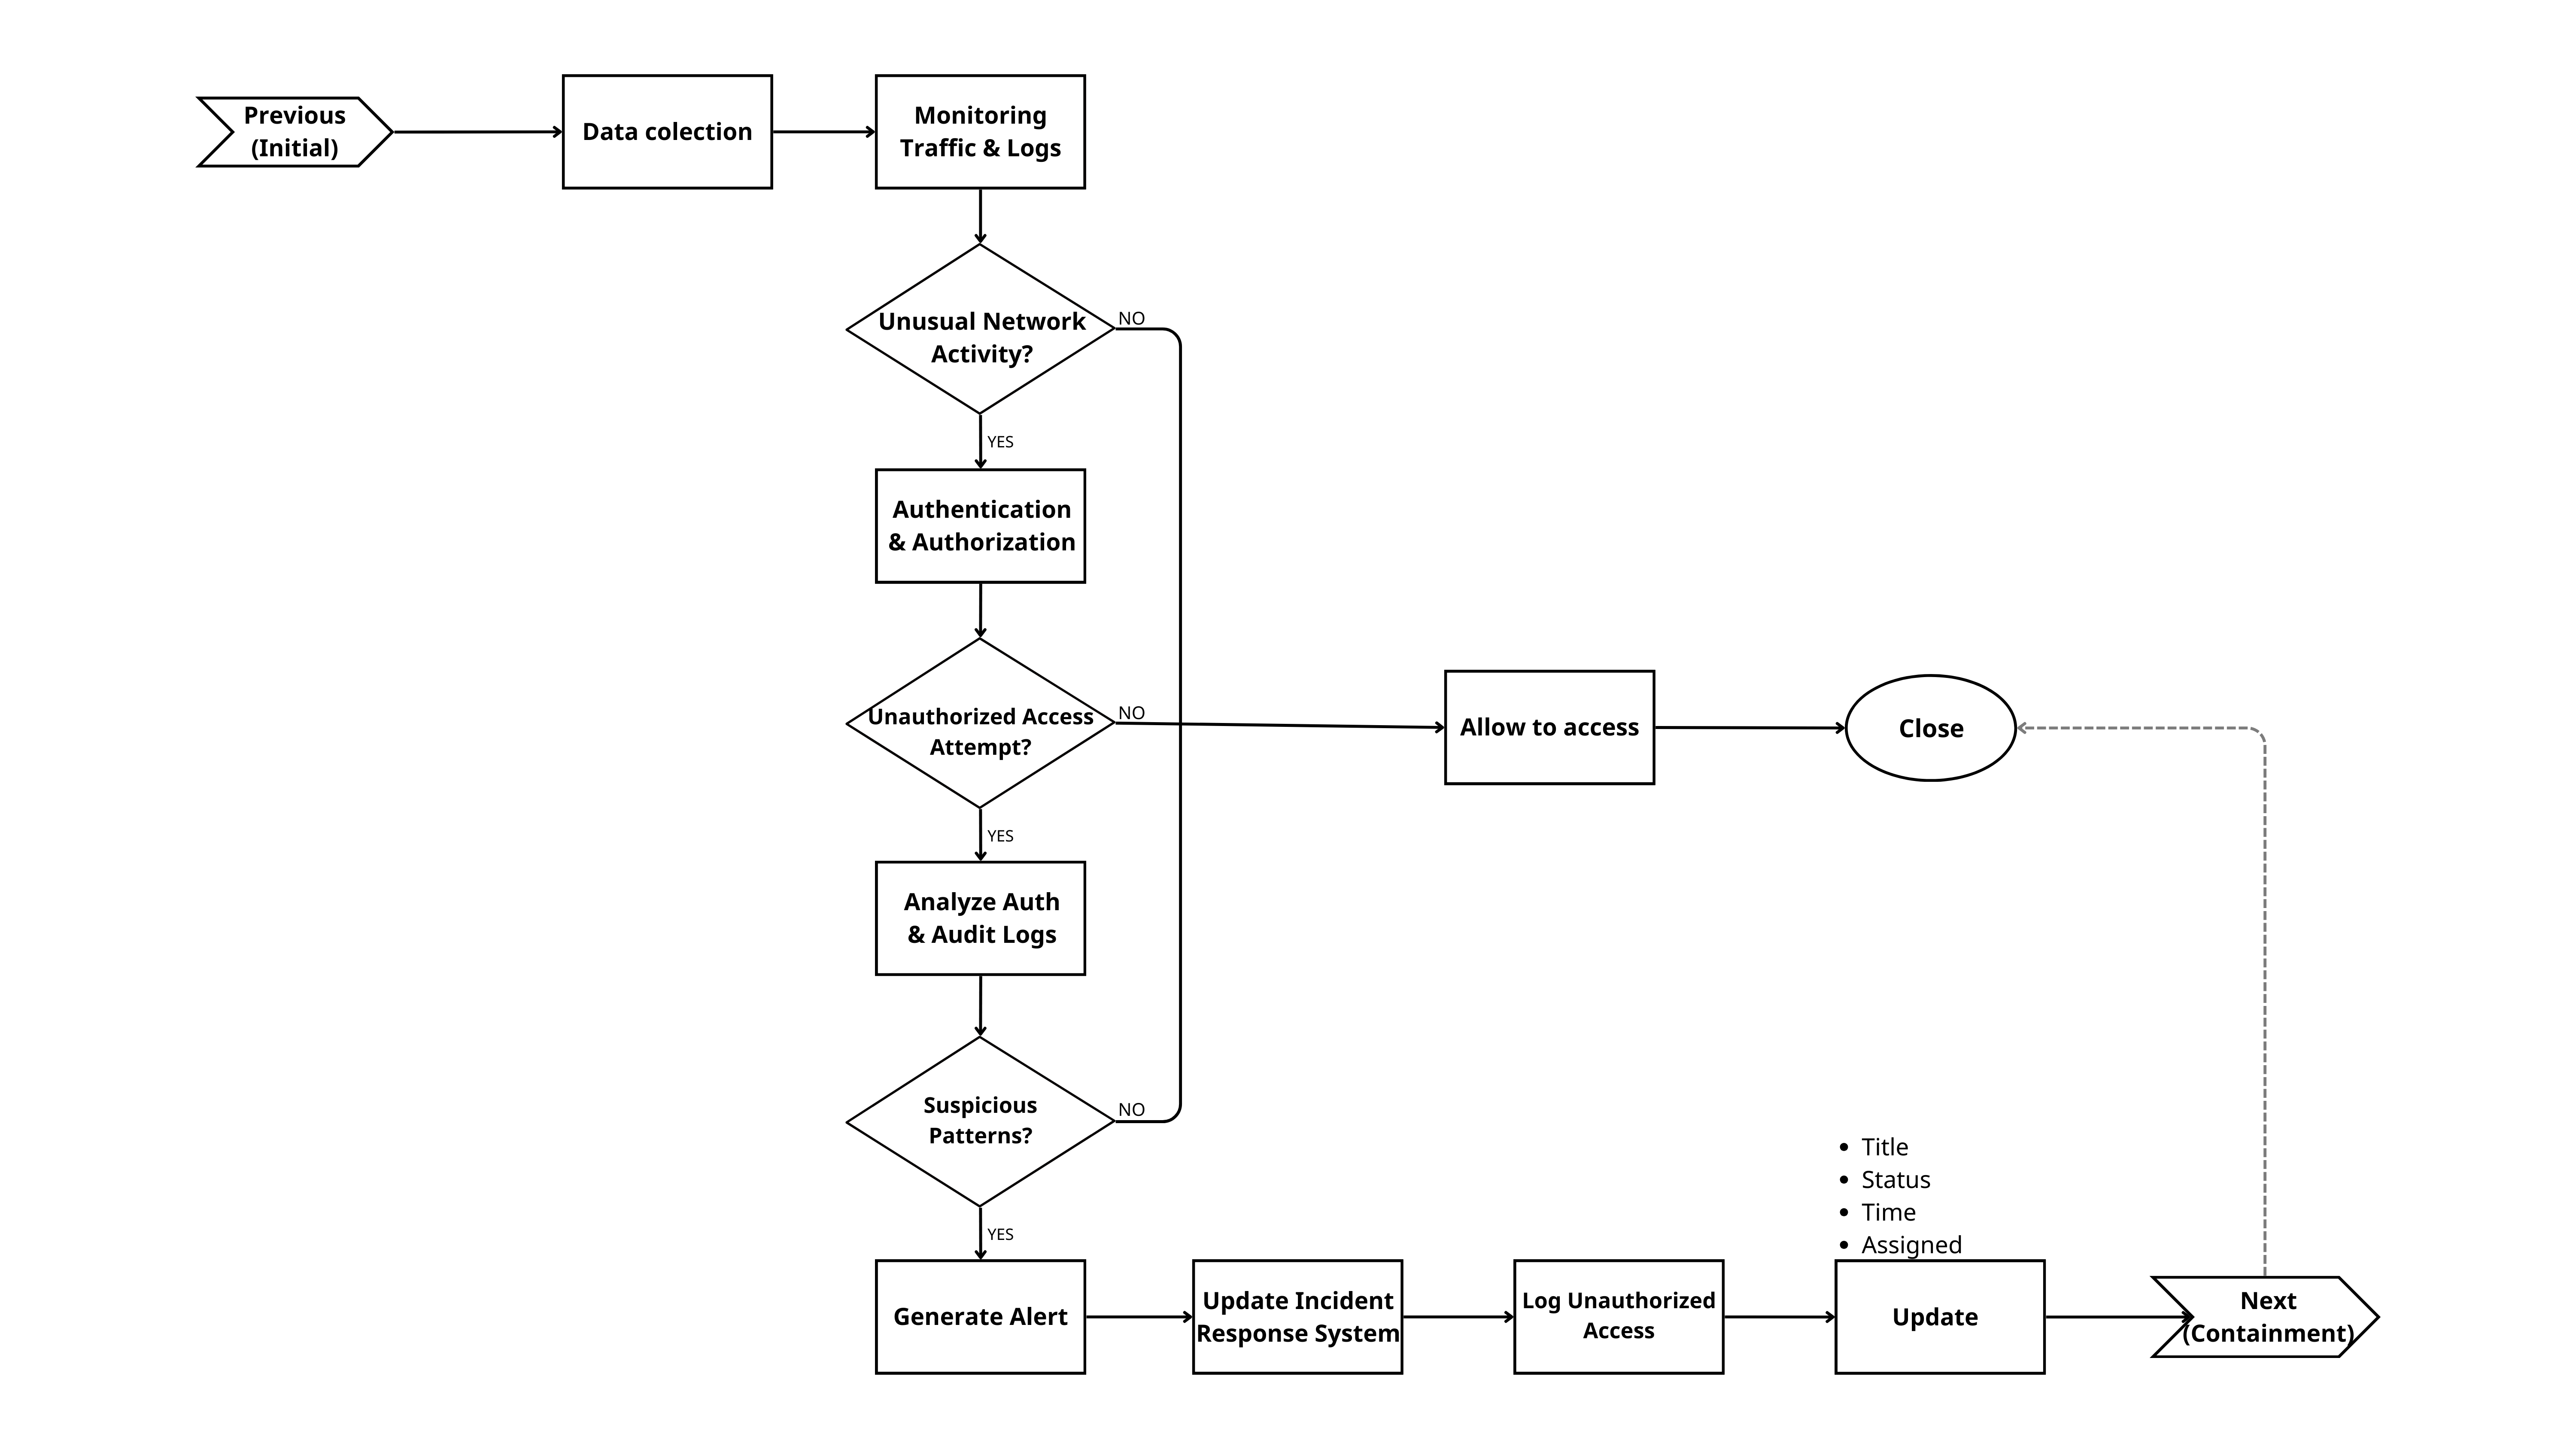 Previous
(Initial)
Data colection
Monitoring
Traffic & Logs
Unusual Network
Activity?
NO
YES
Authentication
& Authorization
Unauthorized Access
Attempt?
NO
Allow to access
Close
YES
Analyze Auth
& Audit Logs
Suspicious
Patterns?
NO
YES
• Title
• Status
• Time
• Assigned
Generate Alert
Update Incident
Response System
Log Unauthorized
Access
Update
Next
(Containment)